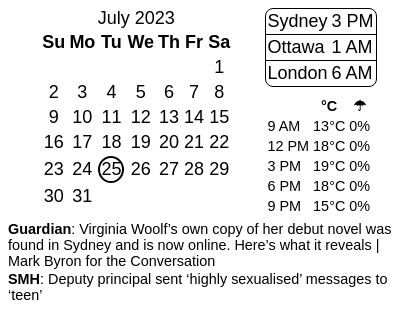 July 2023
Su Mo Tu We Th Fr Sa
1
2 3 4 5 6 7 8
9 10 11 12 13 14 15
16 17 18 19 20 21 22
23 24 25 26 27 28 29
30 31
Sydney 3 PM
Ottawa 1 AM
London 6 AM
°C ☂
9 AM 13°C 0%
12 PM 18°C 0%
3 PM 19°C 0%
6 PM 18°C 0%
9 PM 15°C 0%
Guardian: Virginia Woolf’s own copy of her debut novel was
found in Sydney and is now online. Here’s what it reveals |
Mark Byron for the Conversation
SMH: Deputy principal sent ‘highly sexualised’ messages to
‘teen’